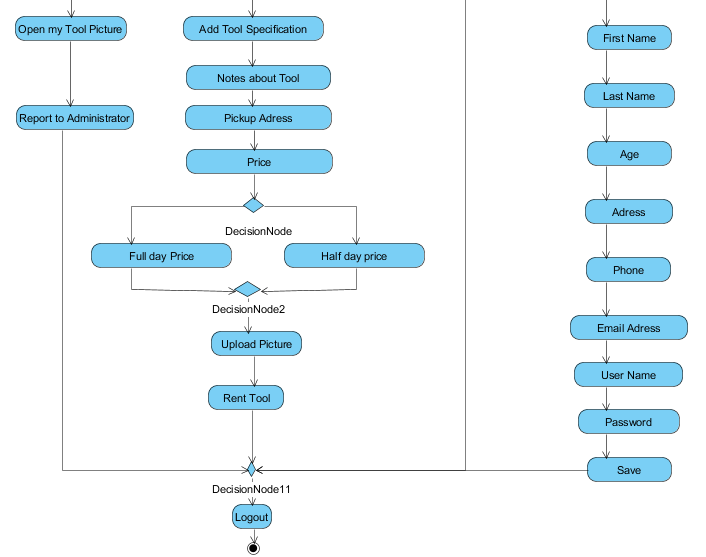 Open my Tool Picture
Report to Administrator
Add Tool Specification
Notes about Tool
Pickup Adress
Price
DecisionNode
Full day Price
Half day price
DecisionNode2
Upload Picture
Rent Tool
DecisionNode11
Logout
First Name
Last Name
Age
Adress
Phone
Email Adress
User Name
Password
Save